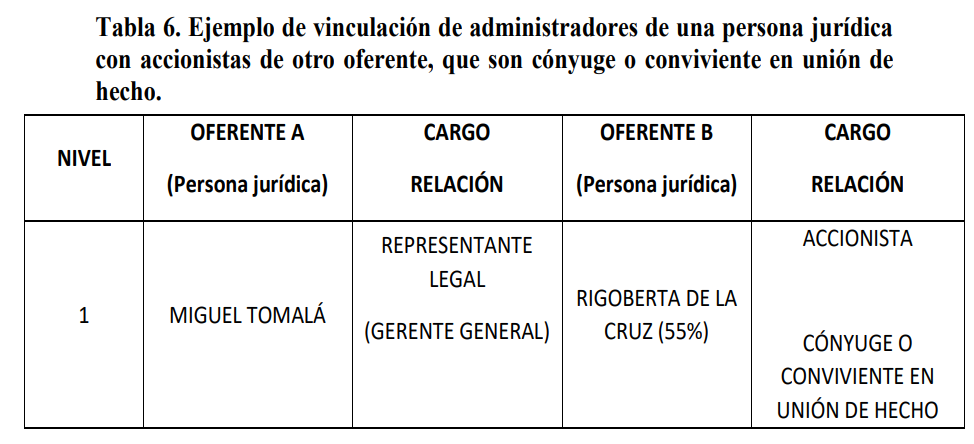 Tabla 6. Ejemplo de vinculación de administradores de una persona jurídica
con accionistas de otro oferente, que son cónyuge o conviviente en unión de
hecho.
NIVEL
OFERENTE A
(Persona jurídica)
CARGO
RELACIÓN
OFERENTE B
(Persona jurídica)
CARGO
RELACIÓN
1
MIGUEL TOMALÁ
REPRESENTANTE
LEGAL
(GERENTE GENERAL)
RIGOBERTA DE LA
CRUZ (55%)
ACCIONISTA
CÓNYUGE O
CONVIVIENTE EN
UNIÓN DE HECHO